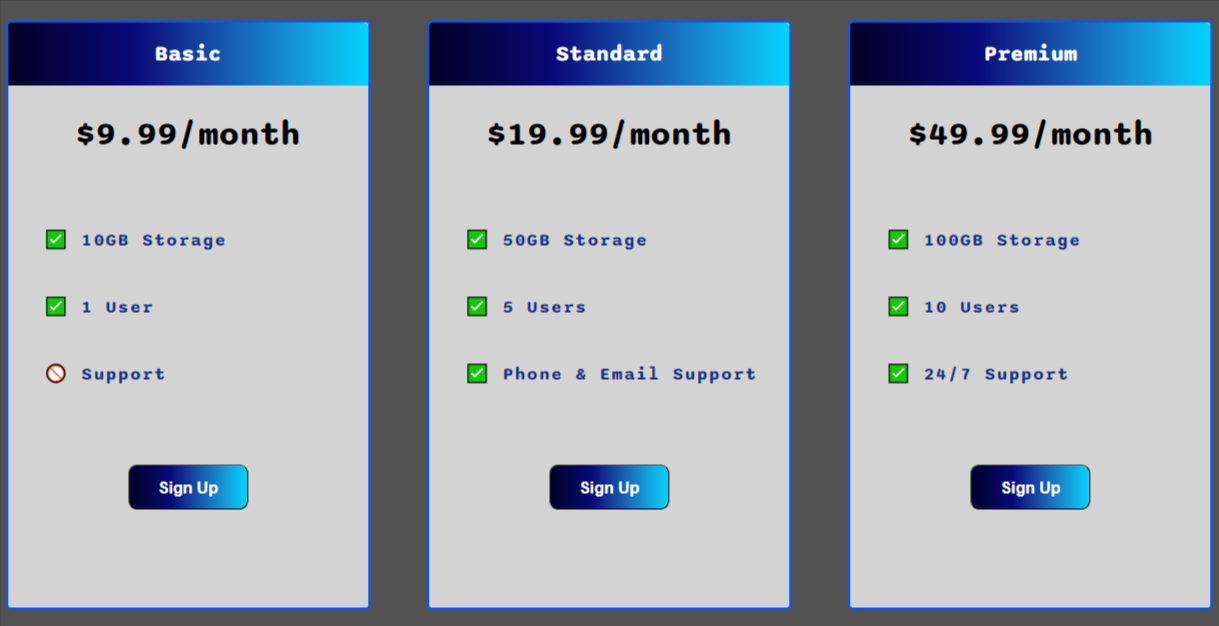 Basic
$9.99/month
10GB Storage
1 User
Support
Sign Up
Standard
$19.99/month
50GB Storage
5 Users
Phone & Email Support
Sign Up
Premium
$49.99/month
100GB Storage
10 Users
24/7 Support
Sign Up